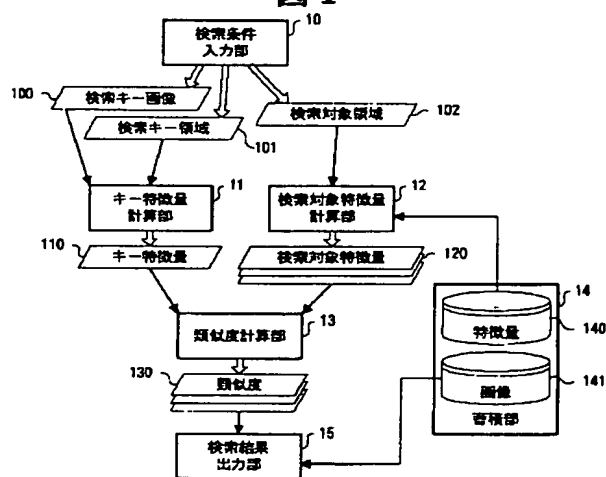 図1
10
検索条件
入力部
100
検索キー画像
検索対象領域
102
検索キー領域
101
11
キー特徴量
計算部
12
検索対象特徴量
計算部
110
キー特徴量
検索対象特徴量
120
14
特徴量
140
13
類似度計算部
画像
141
蓄積部
130
類似度
15
検索結果
出力部